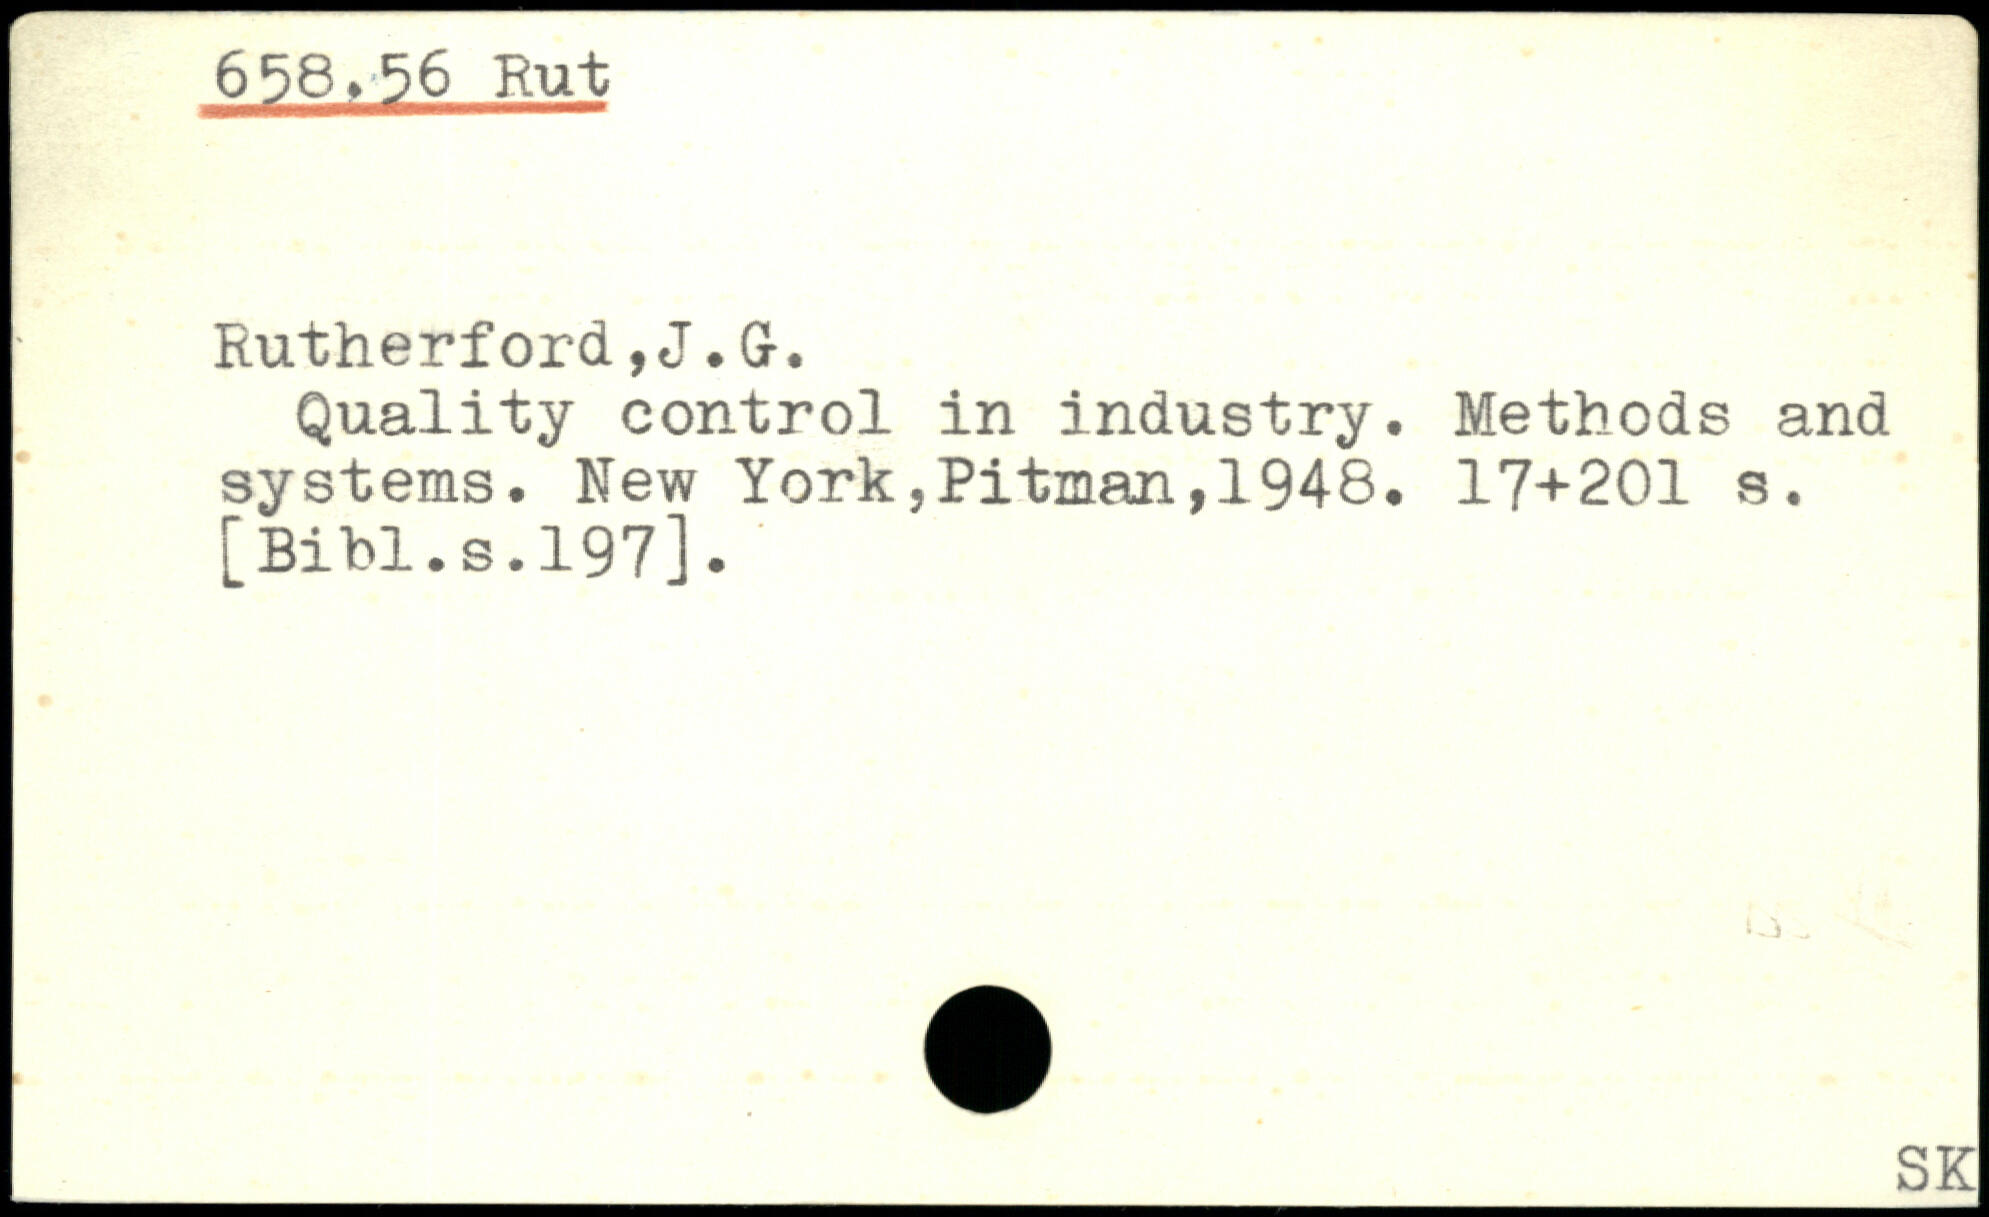 658.56 Rut
Rutherford,J.G.
Quality control in industry. Methods and
systems. New York,Pitman,1948. 17+201 s.
[Bibl.s.197].
SK